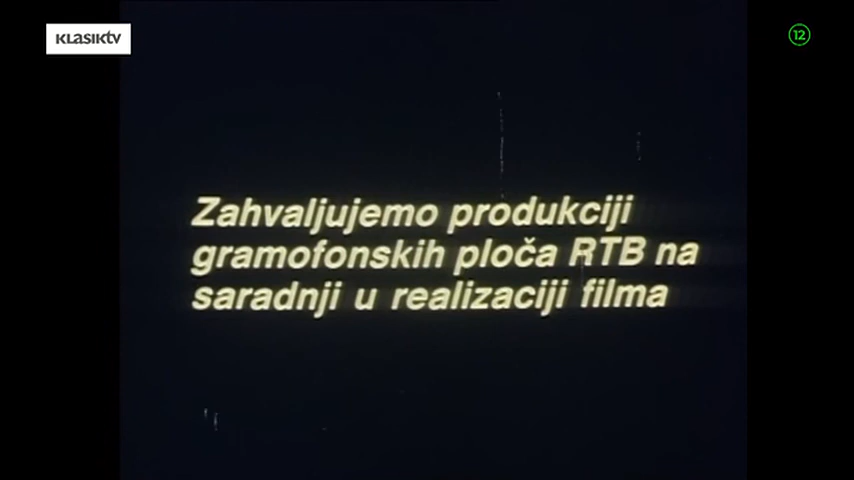 KLASIKTV
12
Zahvaljujemo produkciji
gramofonskih ploča RTB na
saradnji u realizaciji filma